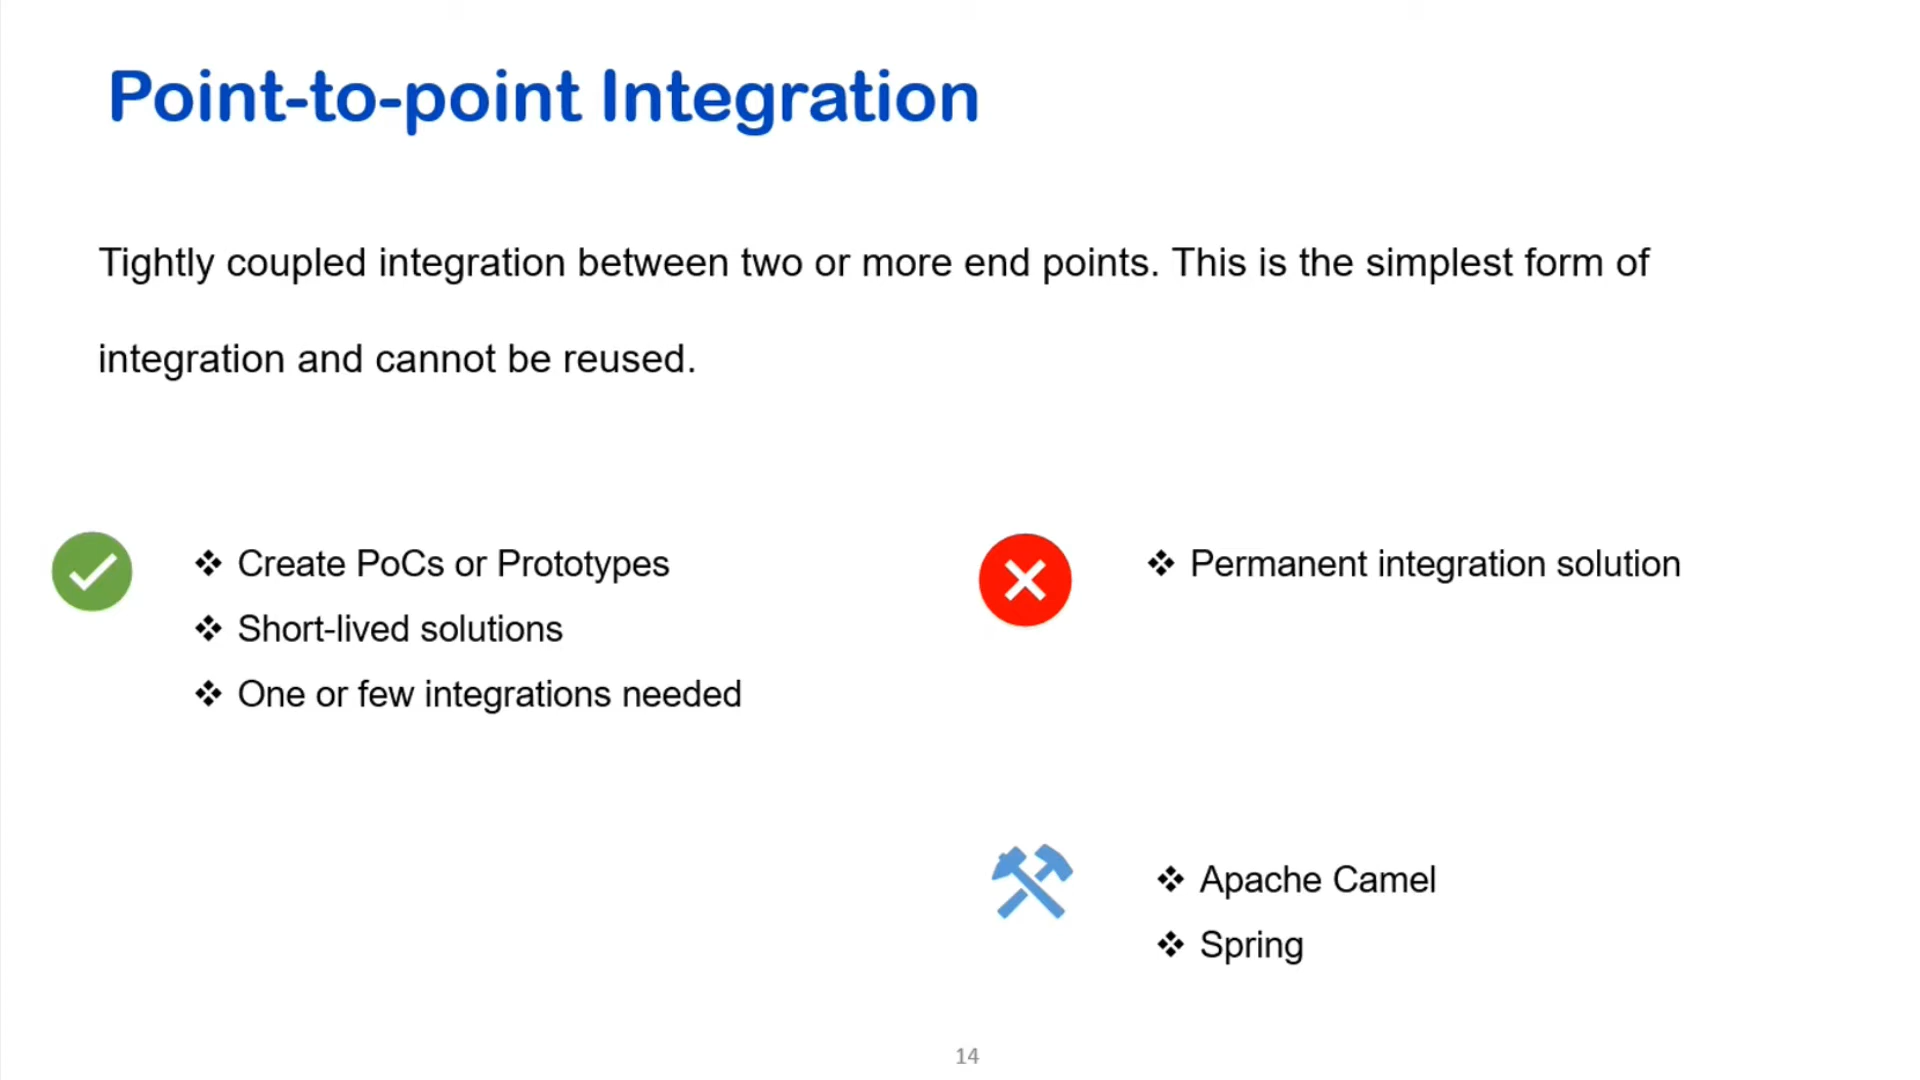 Point-to-point Integration
Tightly coupled integration between two or more end points. This is the simplest form of
integration and cannot be reused.
❖ Create PoCs or Prototypes
❖ Short-lived solutions
❖ One or few integrations needed
❖ Permanent integration solution
❖ Apache Camel
❖ Spring
14